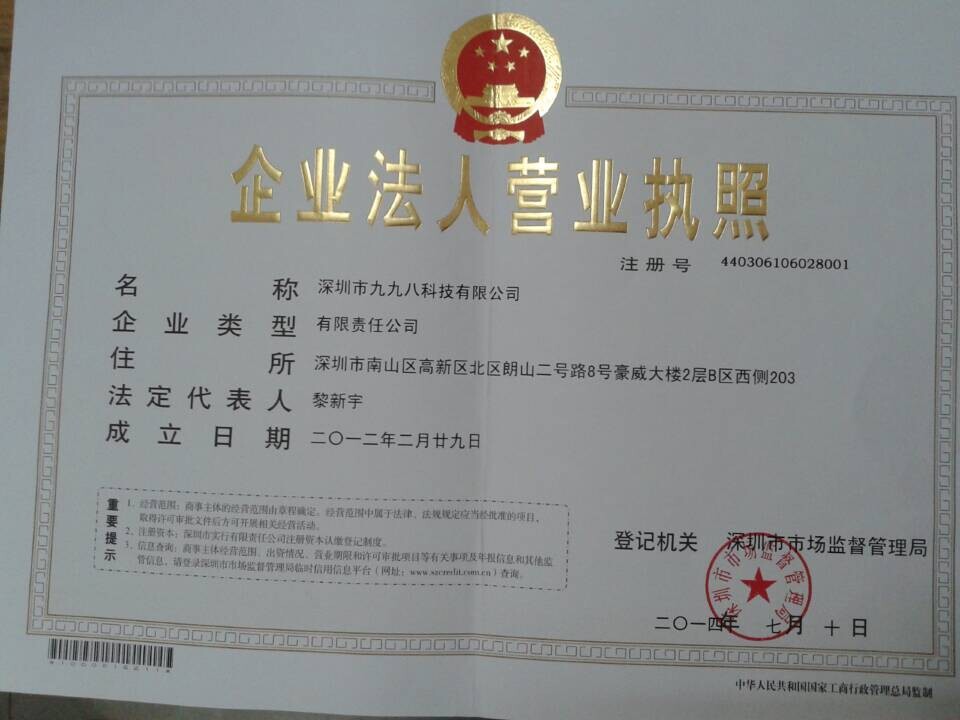 企业法人营业执照
注册号 440306106028001
名称 深圳市九九八科技有限公司
企业类型 有限责任公司
住所 深圳市南山区高新区北区朗山二号路8号豪威大楼2层B区西侧203
法定代表人 黎新宇
成立日期 二〇一二年二月廿九日
重要提示
1、经营范围：商事主体的经营范围由章程确定。经营范围中属于法律、法规规定应当经批准的项目，
取得许可审批文件后方可开展相关经营活动。
2、注册资本：深圳市实行有限责任公司注册资本认缴登记制度。
3、信息查询：商事主体经营范围、出资情况、营业期限和许可审批项目等有关事项及年报信息和其他监
管信息，请登录深圳市市场监督管理局临时信用信息平台（网址：www.szcredit.com.cn）查询。
登记机关 深圳市市场监督管理局
深圳市市场监督管理局
二〇一四年 七月 十日
中华人民共和国国家工商行政管理总局监制